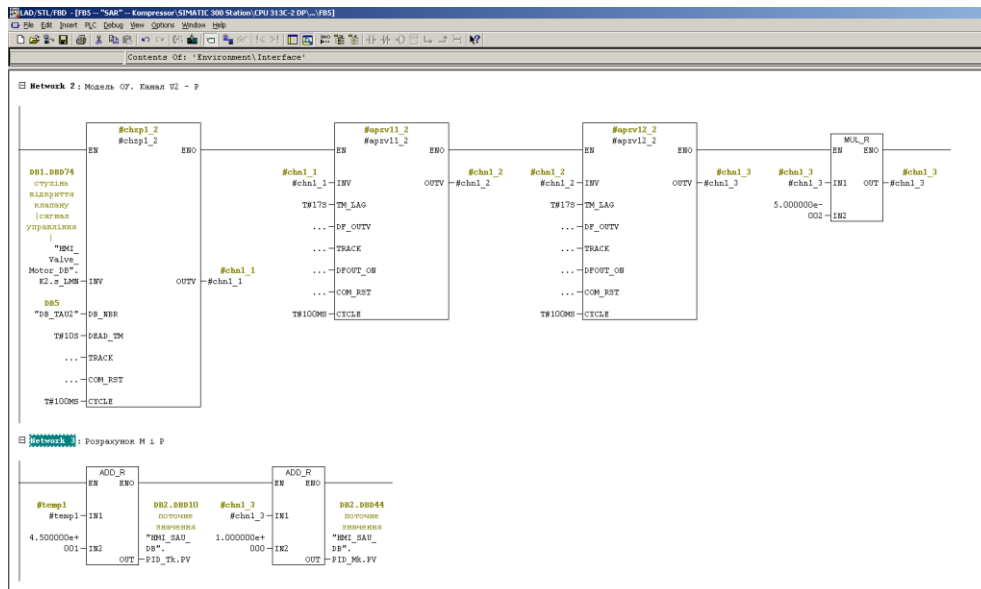 LAD/STL/FBD - [FB5 -- "SAR" -- Kompressor\SIMATIC 300 Station\CPU 313C-2 DP\...\FB5]
File Edit Insert PLC Debug View Options Window Help
Contents Of: 'Environment\Interface'
Network 2: Модель ОУ. Канал U2 - P
#chzp1_2
#chzp1_2
EN ENO
DB1.DBD74
ступінь
відкриття
клапану
(сигнал
управління
)
"HMI_
Valve_
Motor_DB".
K2.s_LMN INV
OUTV
#chn1_1
#chn1_1
DB5
"DB_TAU2" DB_NBR
T#10S DEAD_TM
... TRACK
... COM_RST
T#100MS CYCLE
#apzv11_2
#apzv11_2
EN ENO
#chn1_1
#chn1_1 INV
OUTV
#chn1_2
#chn1_2
T#17S TM_LAG
... DF_OUTV
... TRACK
... DFOUT_ON
... COM_RST
T#100MS CYCLE
#apzv12_2
#apzv12_2
EN ENO
#chn1_2
#chn1_2 INV
OUTV
#chn1_3
#chn1_3
T#17S TM_LAG
... DF_OUTV
... TRACK
... DFOUT_ON
... COM_RST
T#100MS CYCLE
MUL_R
EN ENO
#chn1_3
#chn1_3 IN1
OUT
#chn1_3
#chn1_3
5.000000e-
002 IN2
Network 3: Розрахунок М і Р
ADD_R
EN ENO
#temp1
#temp1 IN1
4.500000e+
001 IN2
DB2.DBD10
поточне
значення
"HMI_SAU_
DB".
OUT PID_Tk.PV
ADD_R
EN ENO
#chn1_3
#chn1_3 IN1
1.000000e+
000 IN2
DB2.DBD44
поточне
значення
"HMI_SAU_
DB".
OUT PID_Mk.PV